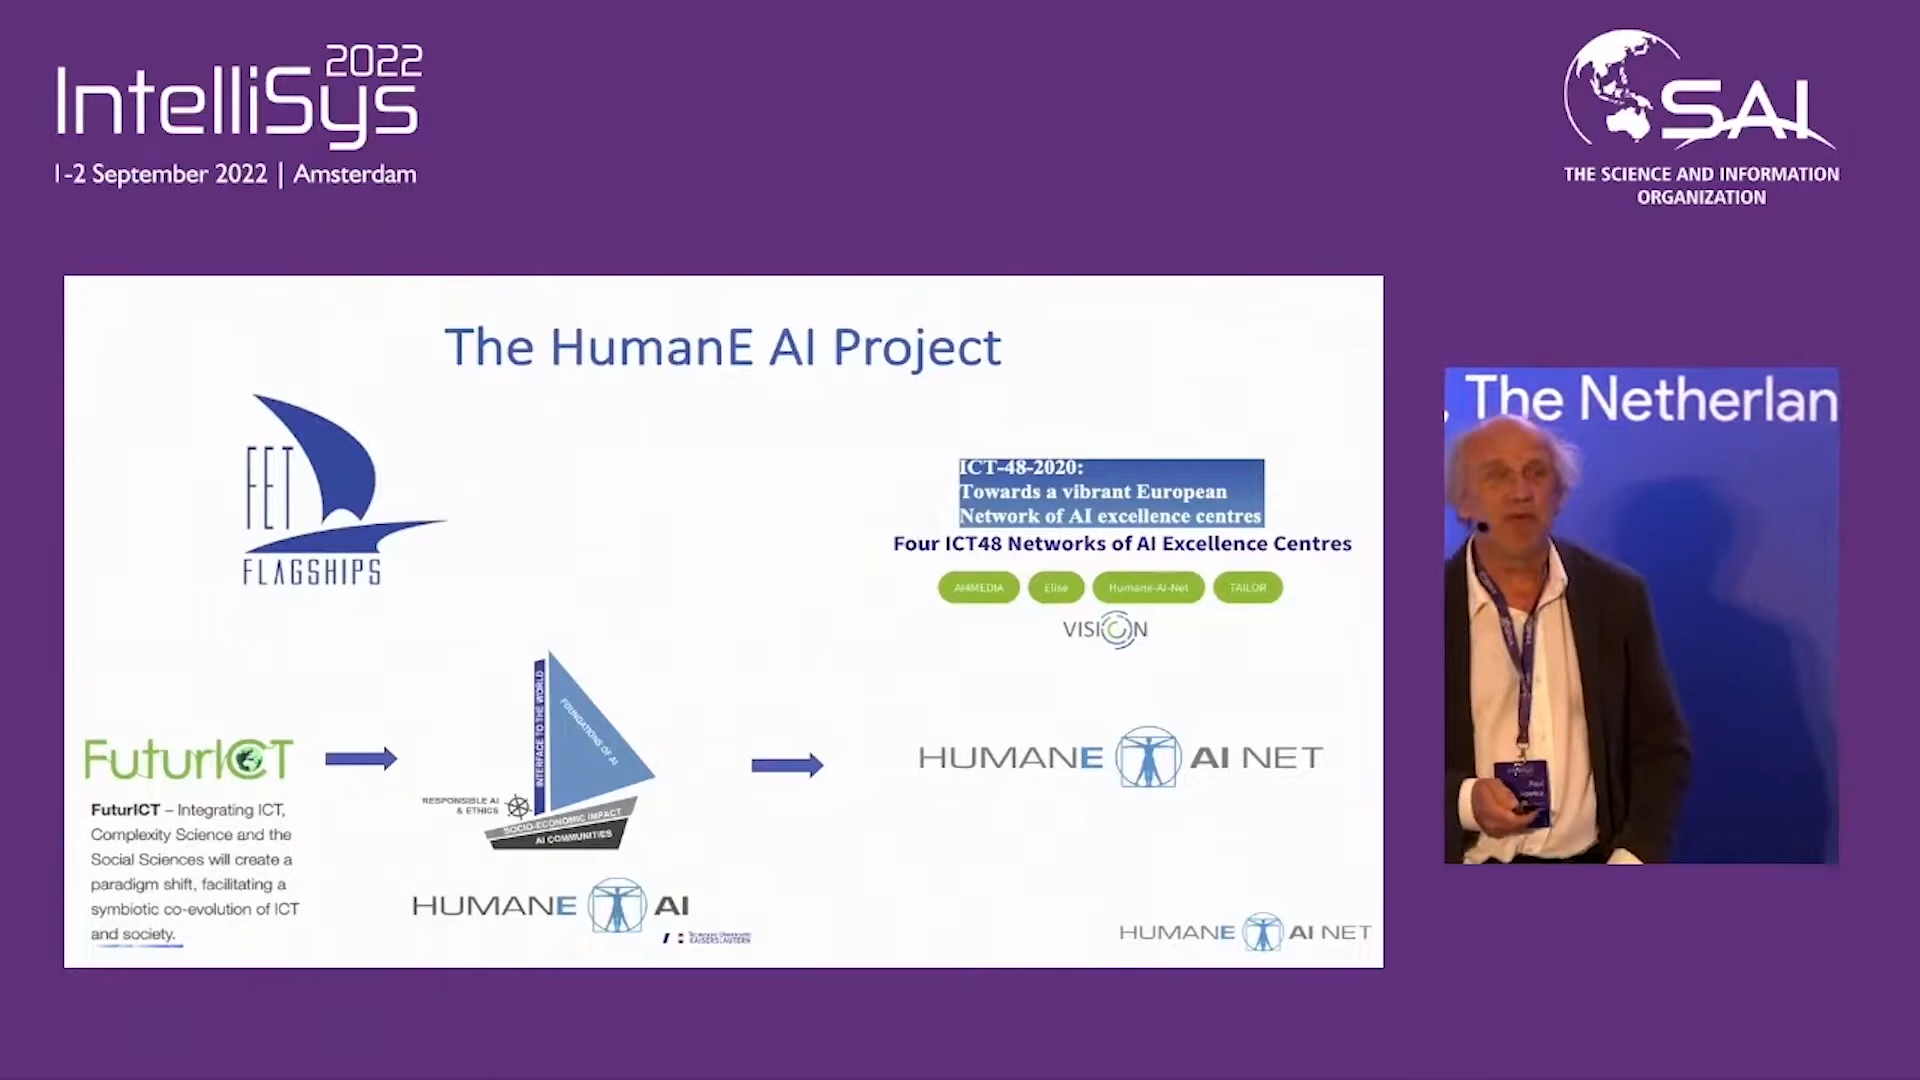 2022
IntelliSys
1-2 September 2022 | Amsterdam
SAI
THE SCIENCE AND INFORMATION
ORGANIZATION
The HumanE AI Project
FET
FLAGSHIPS
ICT-48-2020:
Towards a vibrant European
Network of AI excellence centres
Four ICT48 Networks of AI Excellence Centres
AI4MEDIA
Elise
Humane-AI-Net
TAILOR
VISION
FuturICT
FuturICT – Integrating ICT,
Complexity Science and the
Social Sciences will create a
paradigm shift, facilitating a
symbiotic co-evolution of ICT
and society.
INTERFACE TO THE WORLD
FOUNDATIONS OF AI
RESPONSIBLE AI
& ETHICS
SOCIO-ECONOMIC IMPACT
AI COMMUNITIES
HUMANE AI
KAISERSLAUTERN
HUMANE AI NET
HUMANE AI NET
, The Netherlan